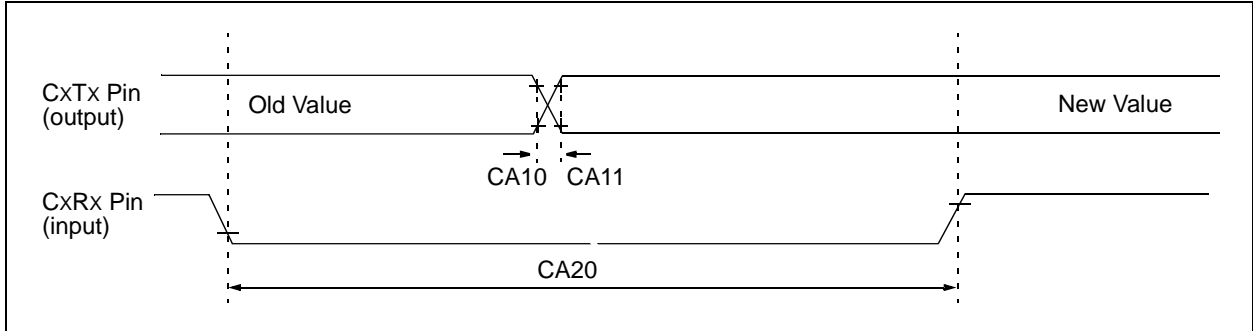 CxTx Pin
(output)
Old Value
New Value
CA10 CA11
CxRx Pin
(input)
CA20